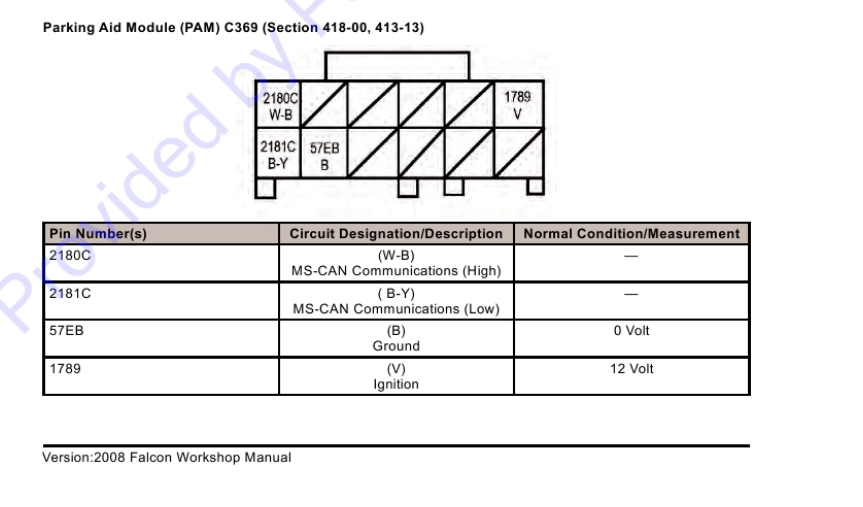 Parking Aid Module (PAM) C369 (Section 418-00, 413-13)
2180C 1789
W-B V
2181C 57EB
B-Y B
Pin Number(s) Circuit Designation/Description Normal Condition/Measurement
2180C (W-B) —
MS-CAN Communications (High)
2181C ( B-Y) —
MS-CAN Communications (Low)
57EB (B) 0 Volt
Ground
1789 (V) 12 Volt
Ignition
Version:2008 Falcon Workshop Manual
Provided by